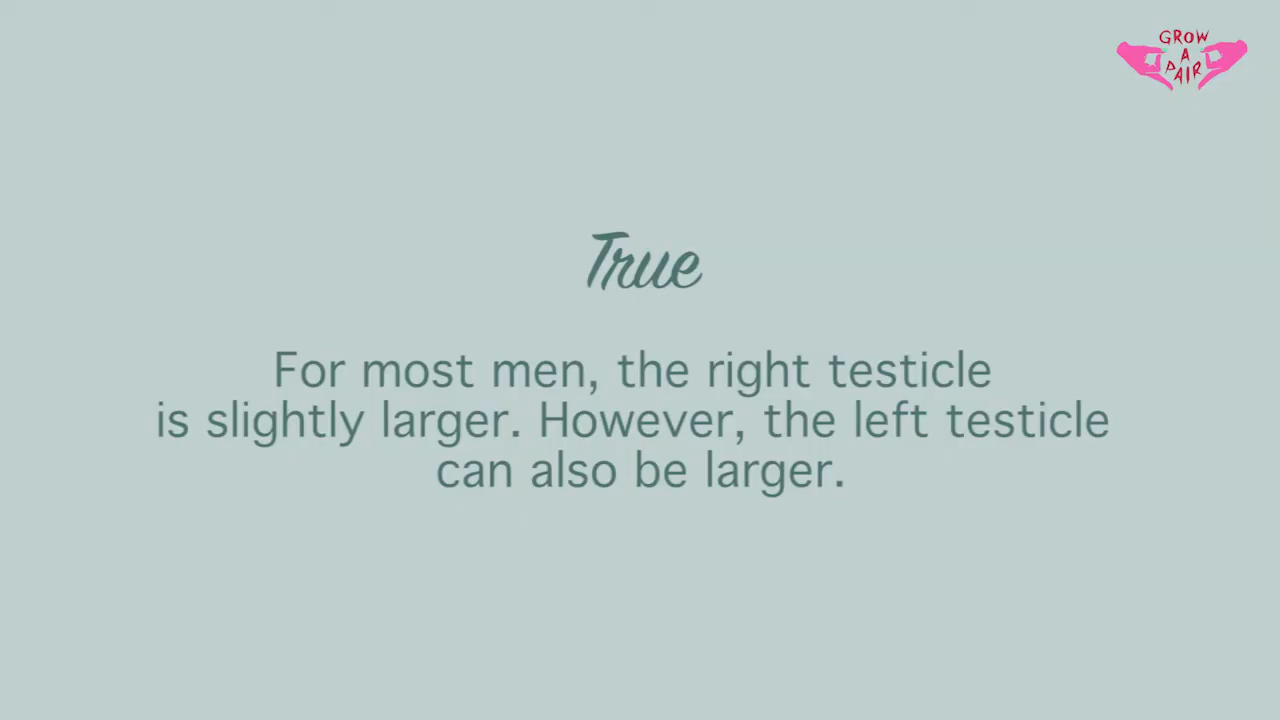 GROW
A
PAIR
True
For most men, the right testicle
is slightly larger. However, the left testicle
can also be larger.